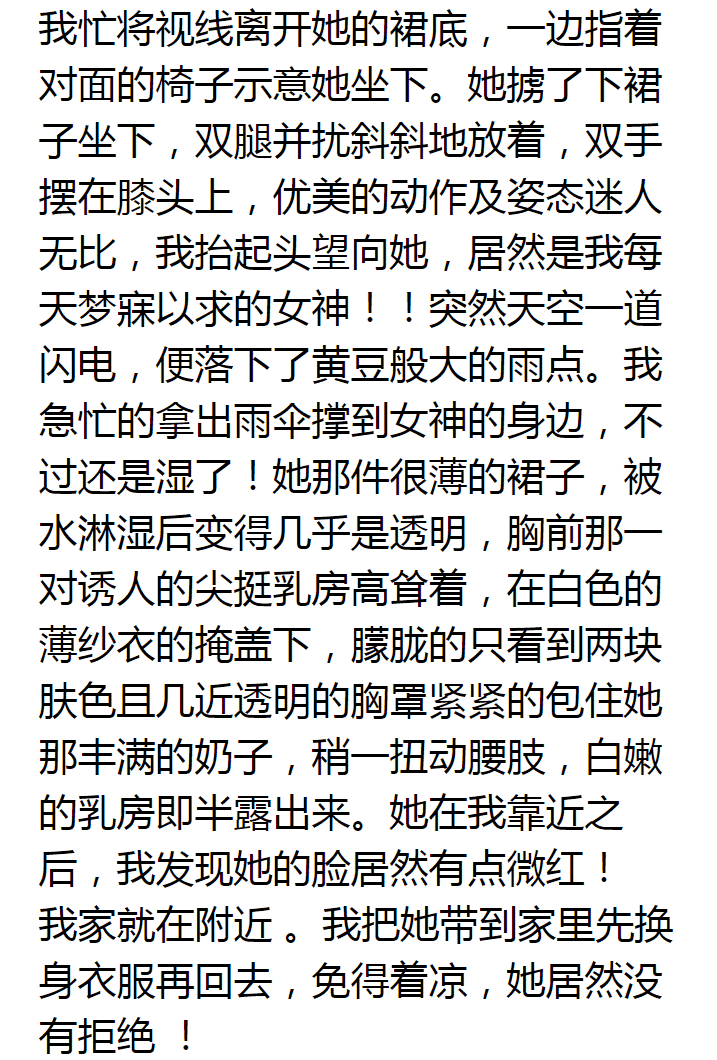 我忙将视线离开她的裙底，一边指着
对面的椅子示意她坐下。她掳了下裙
子坐下，双腿并扰斜斜地放着，双手
摆在膝头上，优美的动作及姿态迷人
无比，我抬起头望向她，居然是我每
天梦寐以求的女神！！突然天空一道
闪电，便落下了黄豆般大的雨点。我
急忙的拿出雨伞撑到女神的身边，不
过还是湿了！她那件很薄的裙子，被
水淋湿后变得几乎是透明，胸前那一
对诱人的尖挺乳房高耸着，在白色的
薄纱衣的掩盖下，朦胧的只看到两块
肤色且几近透明的胸罩紧紧的包住她
那丰满的奶子，稍一扭动腰肢，白嫩
的乳房即半露出来。她在我靠近之
后，我发现她的脸居然有点微红！
我家就在附近 。我把她带到家里先换
身衣服再回去，免得着凉，她居然没
有拒绝 ！